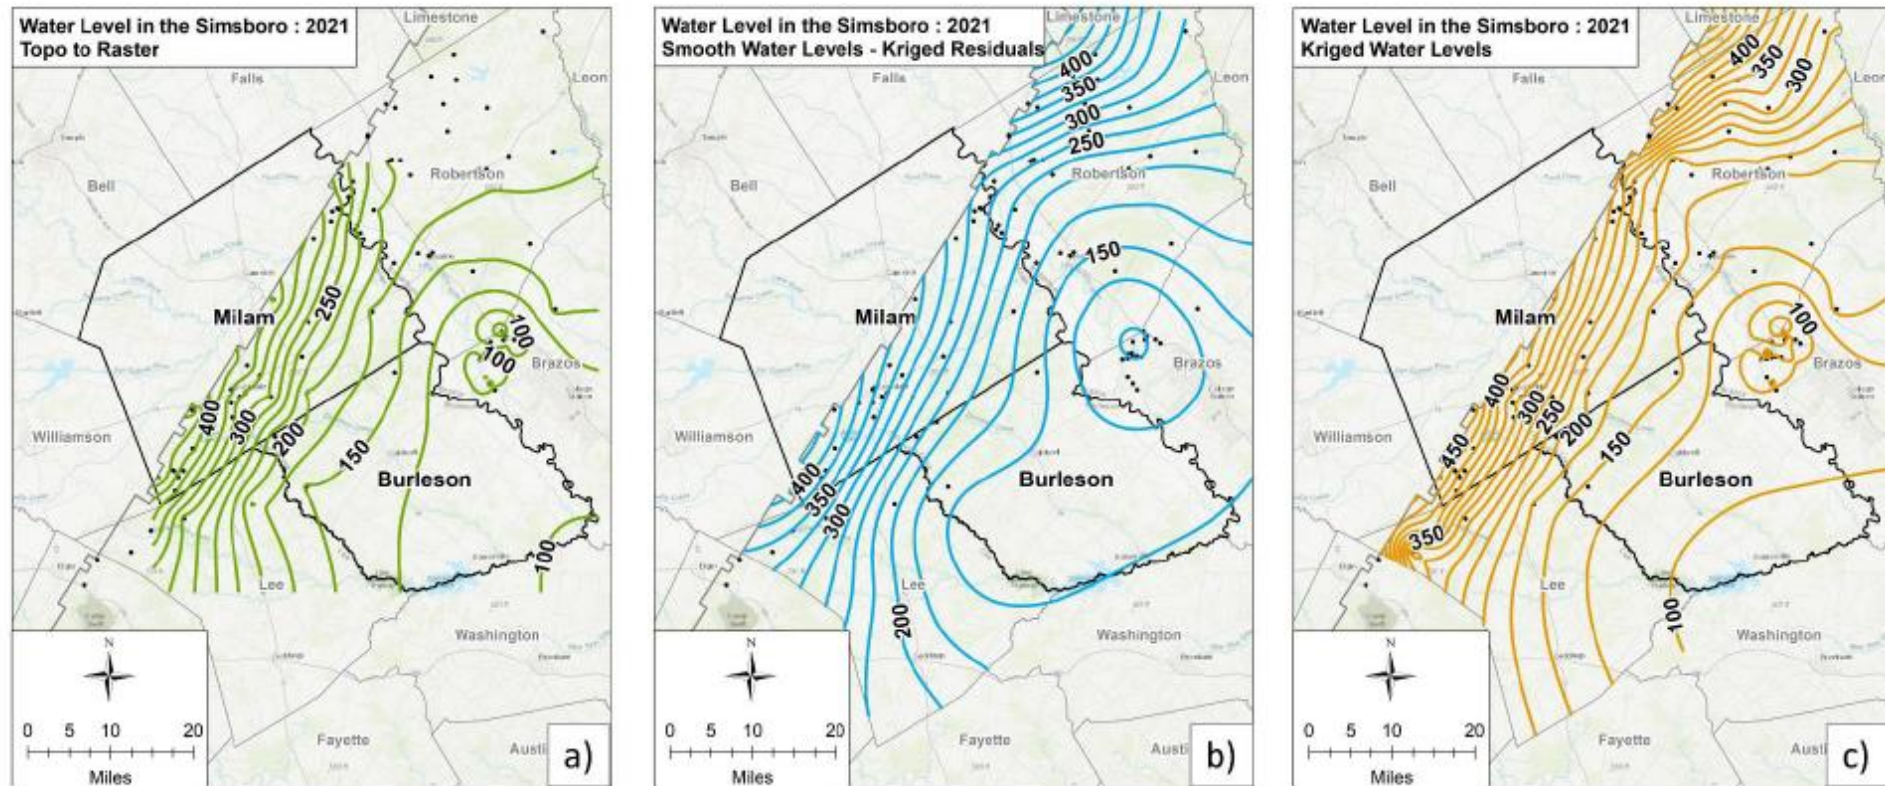 Water Level in the Simsboro : 2021
Topo to Raster
Limestone
Falls
Leon
Robertson
Bell
250
Milam
100
100
Brazos
400
300
200
150
Williamson
Burleson
100
Lee
Washington
N
0 5 10 20
Miles
Fayette
Austi
a)
Water Level in the Simsboro : 2021
Smooth Water Levels - Kriged Residuals
Limestone
400
Falls
350
Leon
300
250
Robertson
Bell
150
Milam
Brazos
Williamson
400
350
300
Burleson
Lee
200
Washington
N
0 5 10 20
Miles
Fayette
Austi
b)
Water Level in the Simsboro : 2021
Kriged Water Levels
Limestone
400
350
300
Falls
Leon
Robertson
Bell
Milam
100
Brazos
400
300
250
200
150
450
Williamson
Burleson
350
Lee
100
Washington
N
0 5 10 20
Miles
Fayette
Austi
c)